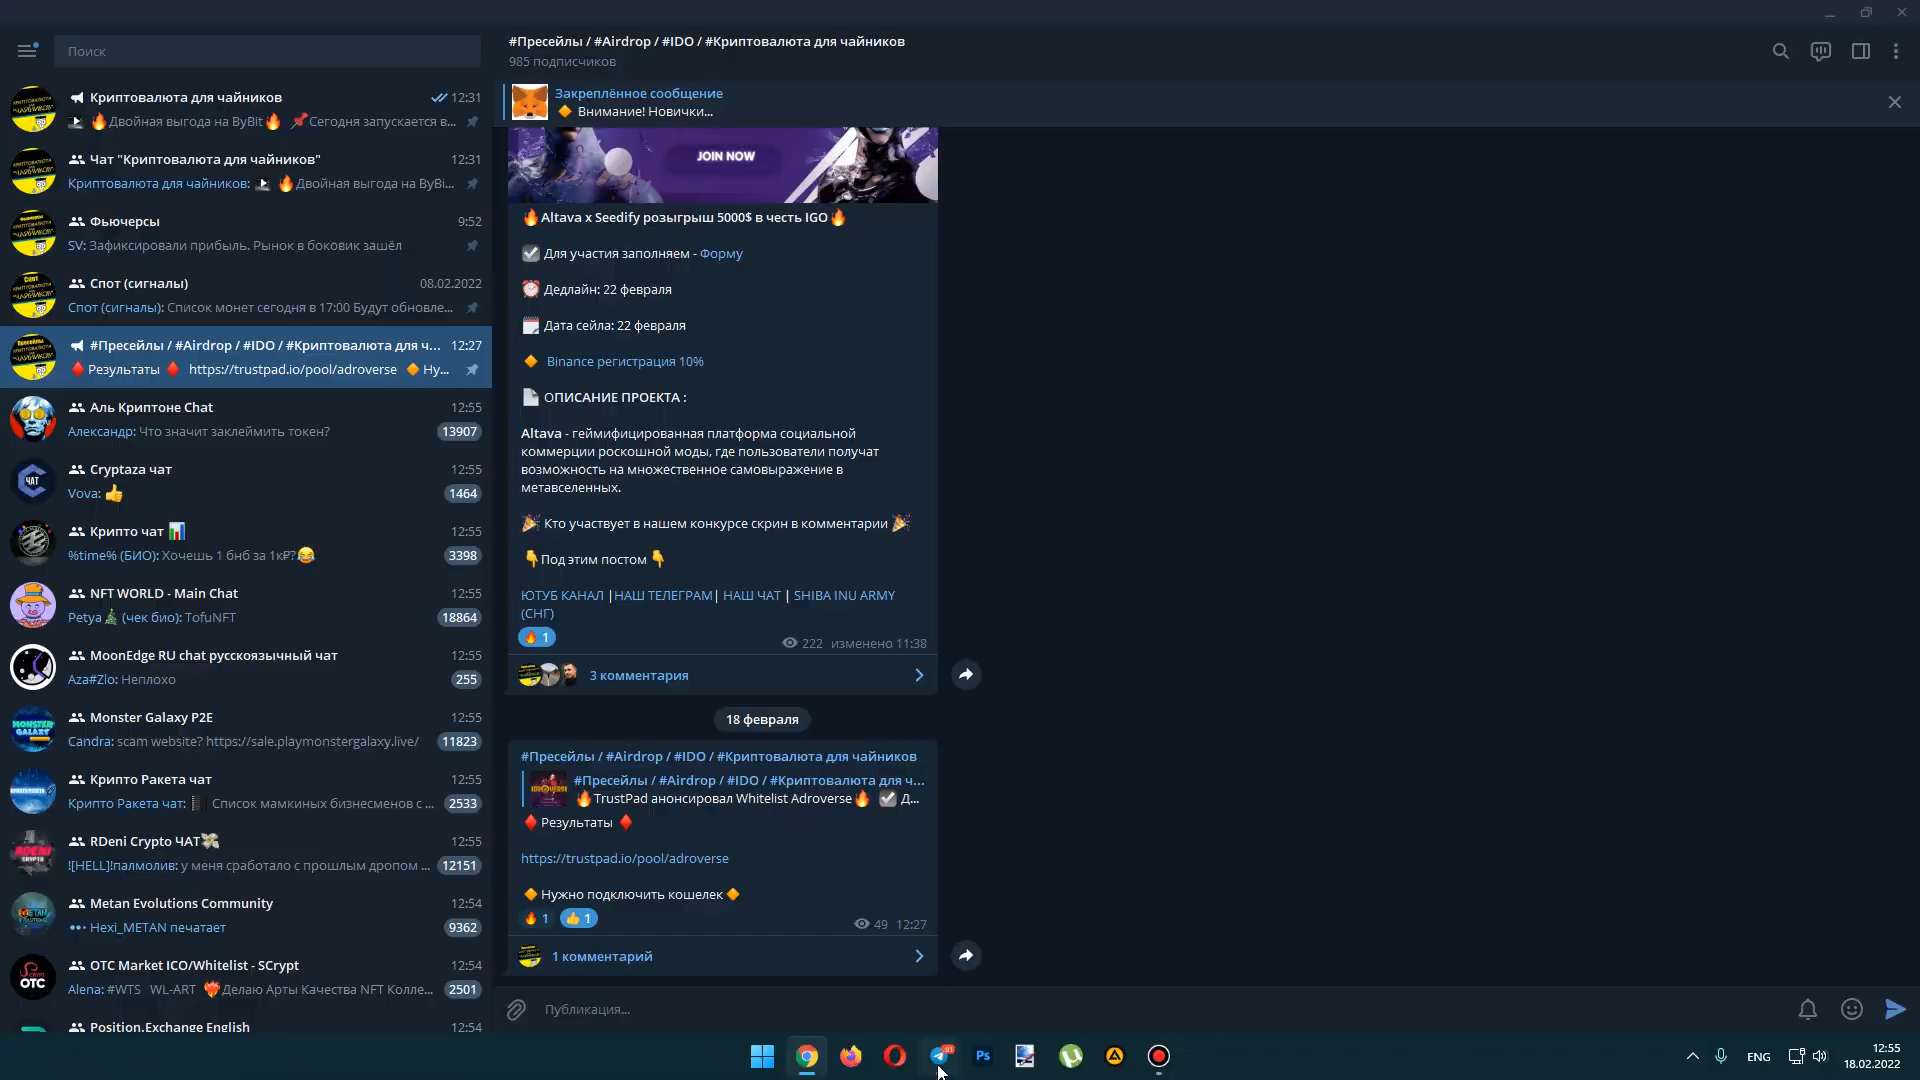 Поиск
Криптовалюта для чайников
12:31
🔥Двойная выгода на ByBit🔥 📌Сегодня запускается в...
Чат "Криптовалюта для чайников"
12:31
Криптовалюта для чайников: 🔥Двойная выгода на ByBi...
Фьючерсы
9:52
SV: Зафиксировали прибыль. Рынок в боковик зашёл
Спот (сигналы)
08.02.2022
Спот (сигналы): Список монет сегодня в 17:00 Будут обновле...
#Пресейлы / #Airdrop / #IDO / #Криптовалюта для ч...
12:27
♦️Результаты ♦️ https://trustpad.io/pool/adroverse 🔶Ну...
Аль Криптоне Chat
12:55
Александр: Что значит заклеймить токен?
13907
Cryptaza чат
12:55
Vova: 👍
1464
Крипто чат 📊
12:55
%time% (БИО): Хочешь 1 бнб за 1к₽?😂
3398
NFT WORLD - Main Chat
12:55
Petya🎄 (чек био): TofuNFT
18864
MoonEdge RU chat русскоязычный чат
12:55
Aza#Zlo: Неплохо
255
Monster Galaxy P2E
12:55
Candra: scam website? https://sale.playmonstergalaxy.live/
11823
Крипто Ракета чат
12:55
Крипто Ракета чат: Список мамкиных бизнесменов с ...
2533
RDeni Crypto ЧАТ💸
12:55
![HELL]!палмолив: у меня сработало с прошлым дропом ...
12151
Metan Evolutions Community
12:54
Hexi_METAN печатает
9362
OTC Market ICO/Whitelist - SCrypt
12:54
Alena: #WTS WL-ART ❤️‍🔥Делаю Арты Качества NFT Колле...
2501
Position.Exchange English
12:54
#Пресейлы / #Airdrop / #IDO / #Криптовалюта для чайников
985 подписчиков
Закреплённое сообщение
🔶 Внимание! Новички...
JOIN NOW
🔥Altava x Seedify розыгрыш 5000$ в честь IGO🔥
☑️ Для участия заполняем - Форму
⏰ Дедлайн: 22 февраля
🗓 Дата сейла: 22 февраля
🔶 Binance регистрация 10%
📄 ОПИСАНИЕ ПРОЕКТА :
Altava - геймифицированная платформа социальной
коммерции роскошной моды, где пользователи получат
возможность на множественное самовыражение в
метавселенных.
🎉 Кто участвует в нашем конкурсе скрин в комментарии 🎉
👇Под этим постом👇
ЮТУБ КАНАЛ |НАШ ТЕЛЕГРАМ| НАШ ЧАТ | SHIBA INU ARMY
(СНГ)
🔥 1
222 изменено 11:38
3 комментария
18 февраля
#Пресейлы / #Airdrop / #IDO / #Криптовалюта для чайников
#Пресейлы / #Airdrop / #IDO / #Криптовалюта для ч...
🔥TrustPad анонсировал Whitelist Adroverse🔥 ☑️ Д...
♦️Результаты ♦️
https://trustpad.io/pool/adroverse
🔶Нужно подключить кошелек🔶
🔥 1 👍 1
49 12:27
1 комментарий
Публикация...
Ps
ENG
12:55
18.02.2022